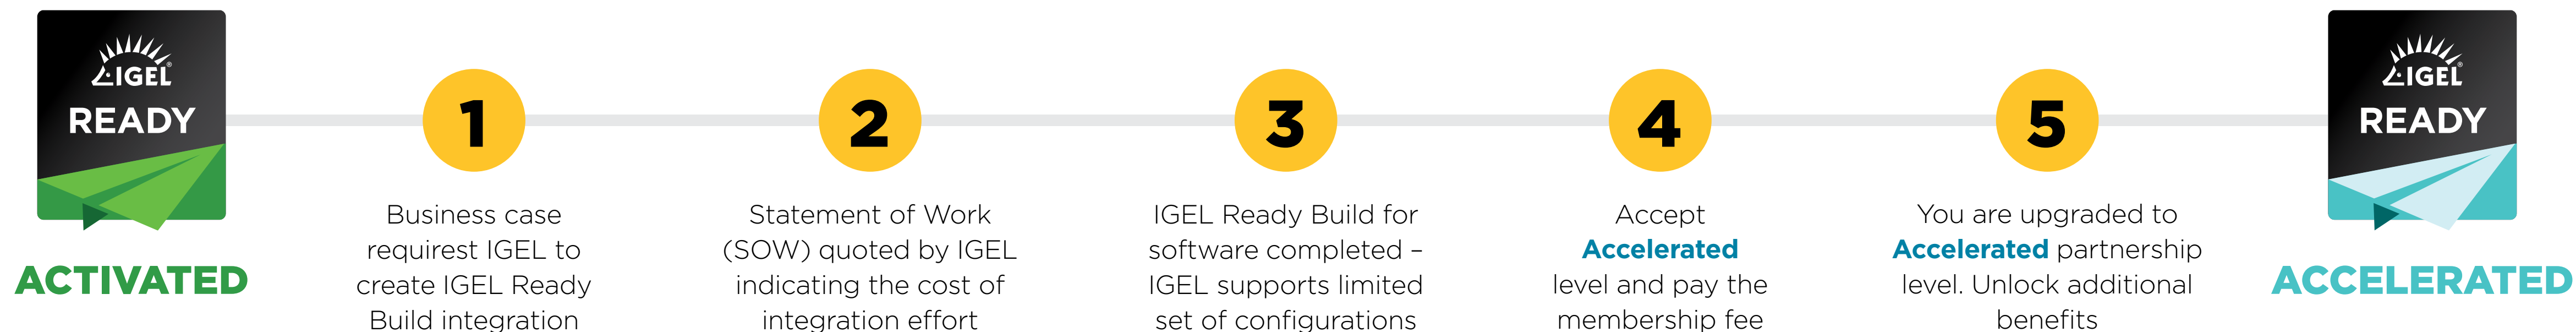 IGEL®
READY
ACTIVATED
1
Business case
requirest IGEL to
create IGEL Ready
Build integration
2
Statement of Work
(SOW) quoted by IGEL
indicating the cost of
integration effort
3
IGEL Ready Build for
software completed –
IGEL supports limited
set of configurations
4
Accept
Accelerated
level and pay the
membership fee
5
You are upgraded to
Accelerated partnership
level. Unlock additional
benefits
IGEL®
READY
ACCELERATED